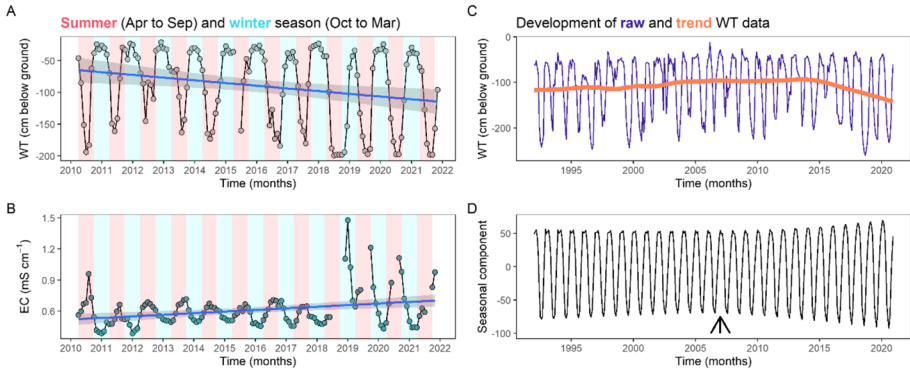 A
Summer (Apr to Sep) and winter season (Oct to Mar)
WT (cm below ground)
-50
-100
-150
-200
2010 2011 2012 2013 2014 2015 2016 2017 2018 2019 2020 2021 2022
Time (months)
B
EC (mS cm⁻¹)
1.5
1.2
0.9
0.6
2010 2011 2012 2013 2014 2015 2016 2017 2018 2019 2020 2021 2022
Time (months)
C
Development of raw and trend WT data
WT (cm below ground)
0
-100
-200
1995 2000 2005 2010 2015 2020
Time (months)
D
Seasonal component
50
0
-50
-100
1995 2000 2005 2010 2015 2020
Time (months)